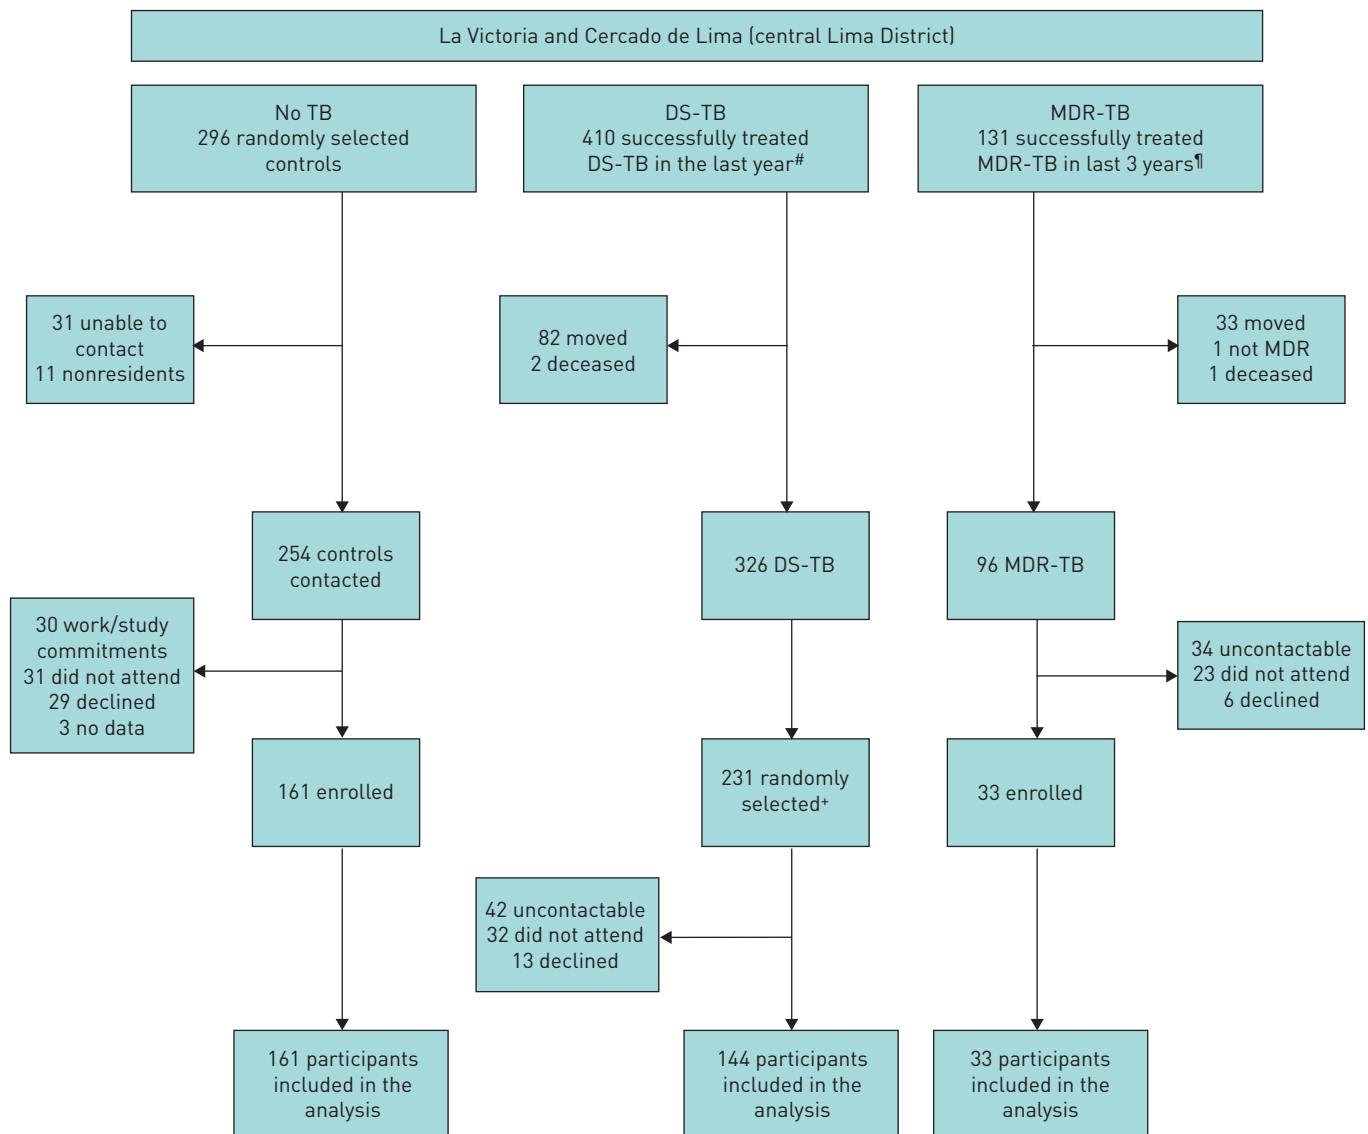 La Victoria and Cercado de Lima (central Lima District)
No TB
296 randomly selected
controls
DS-TB
410 successfully treated
DS-TB in the last year#
MDR-TB
131 successfully treated
MDR-TB in last 3 years¶
31 unable to
contact
11 nonresidents
82 moved
2 deceased
33 moved
1 not MDR
1 deceased
254 controls
contacted
326 DS-TB
96 MDR-TB
30 work/study
commitments
31 did not attend
29 declined
3 no data
34 uncontactable
23 did not attend
6 declined
161 enrolled
231 randomly
selected+
33 enrolled
42 uncontactable
32 did not attend
13 declined
161 participants
included in the
analysis
144 participants
included in the
analysis
33 participants
included in the
analysis